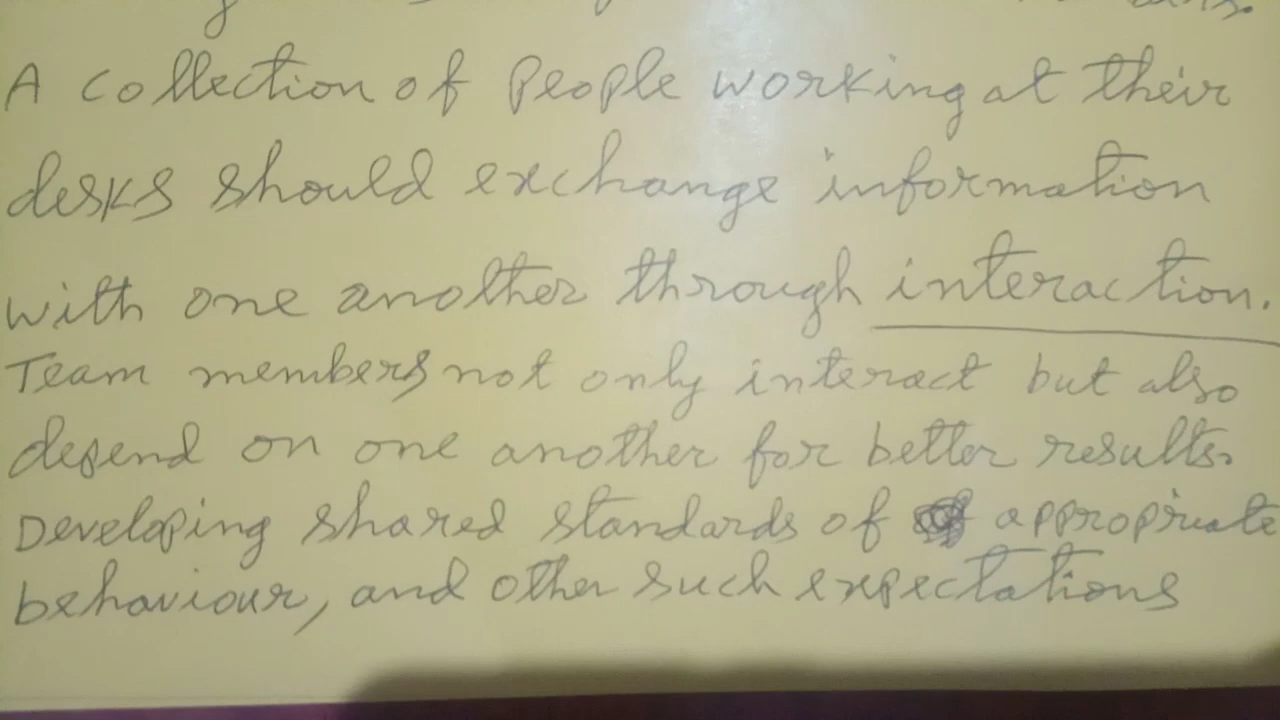 A collection of People working at their
desks should exchange information
with one another through interaction.
Team members not only interact but also
depend on one another for better results.
Developing shared standards of appropriate
behaviour, and other such expectations